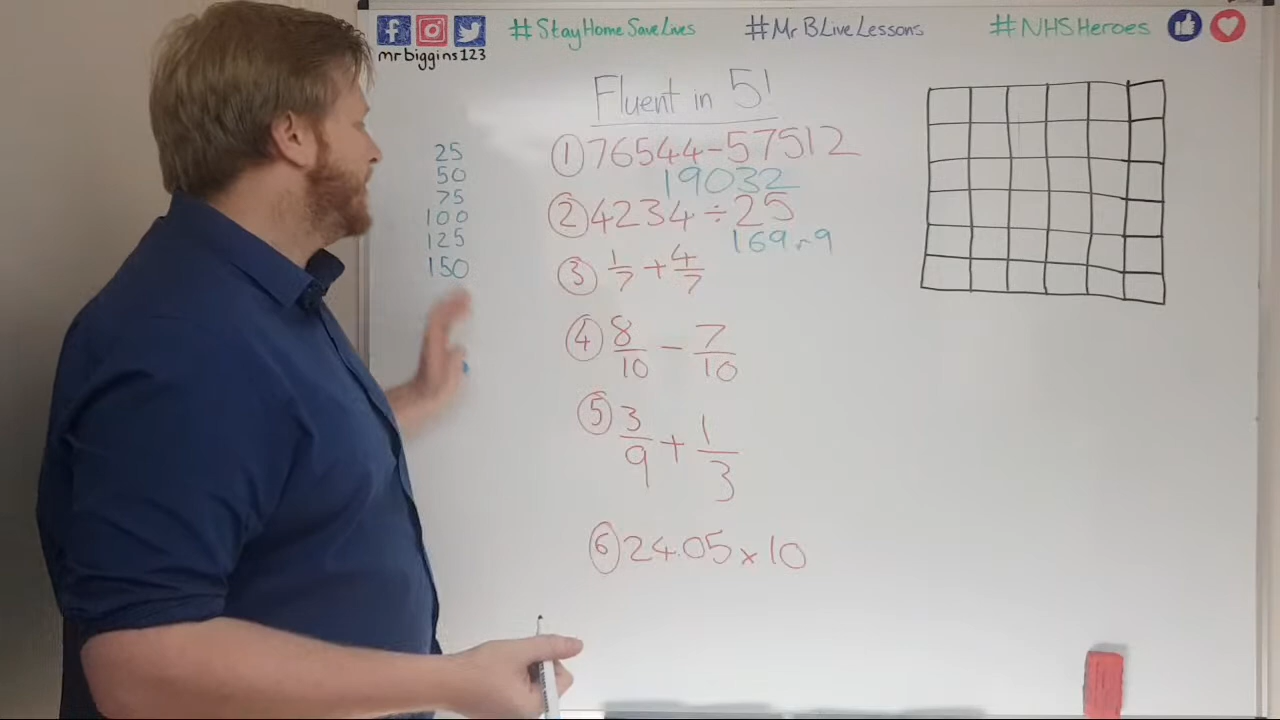 #StayHomeSaveLives #MrBLiveLessons #NHSHeroes
mrbiggins123
Fluent in 5!
25
50
75
100
125
150
① 76544-57512
19032
② 4234 ÷ 25
169r9
③ 1/7 + 4/7
④ 8/10 - 7/10
⑤ 3/9 + 1/3
⑥ 24.05 x 10